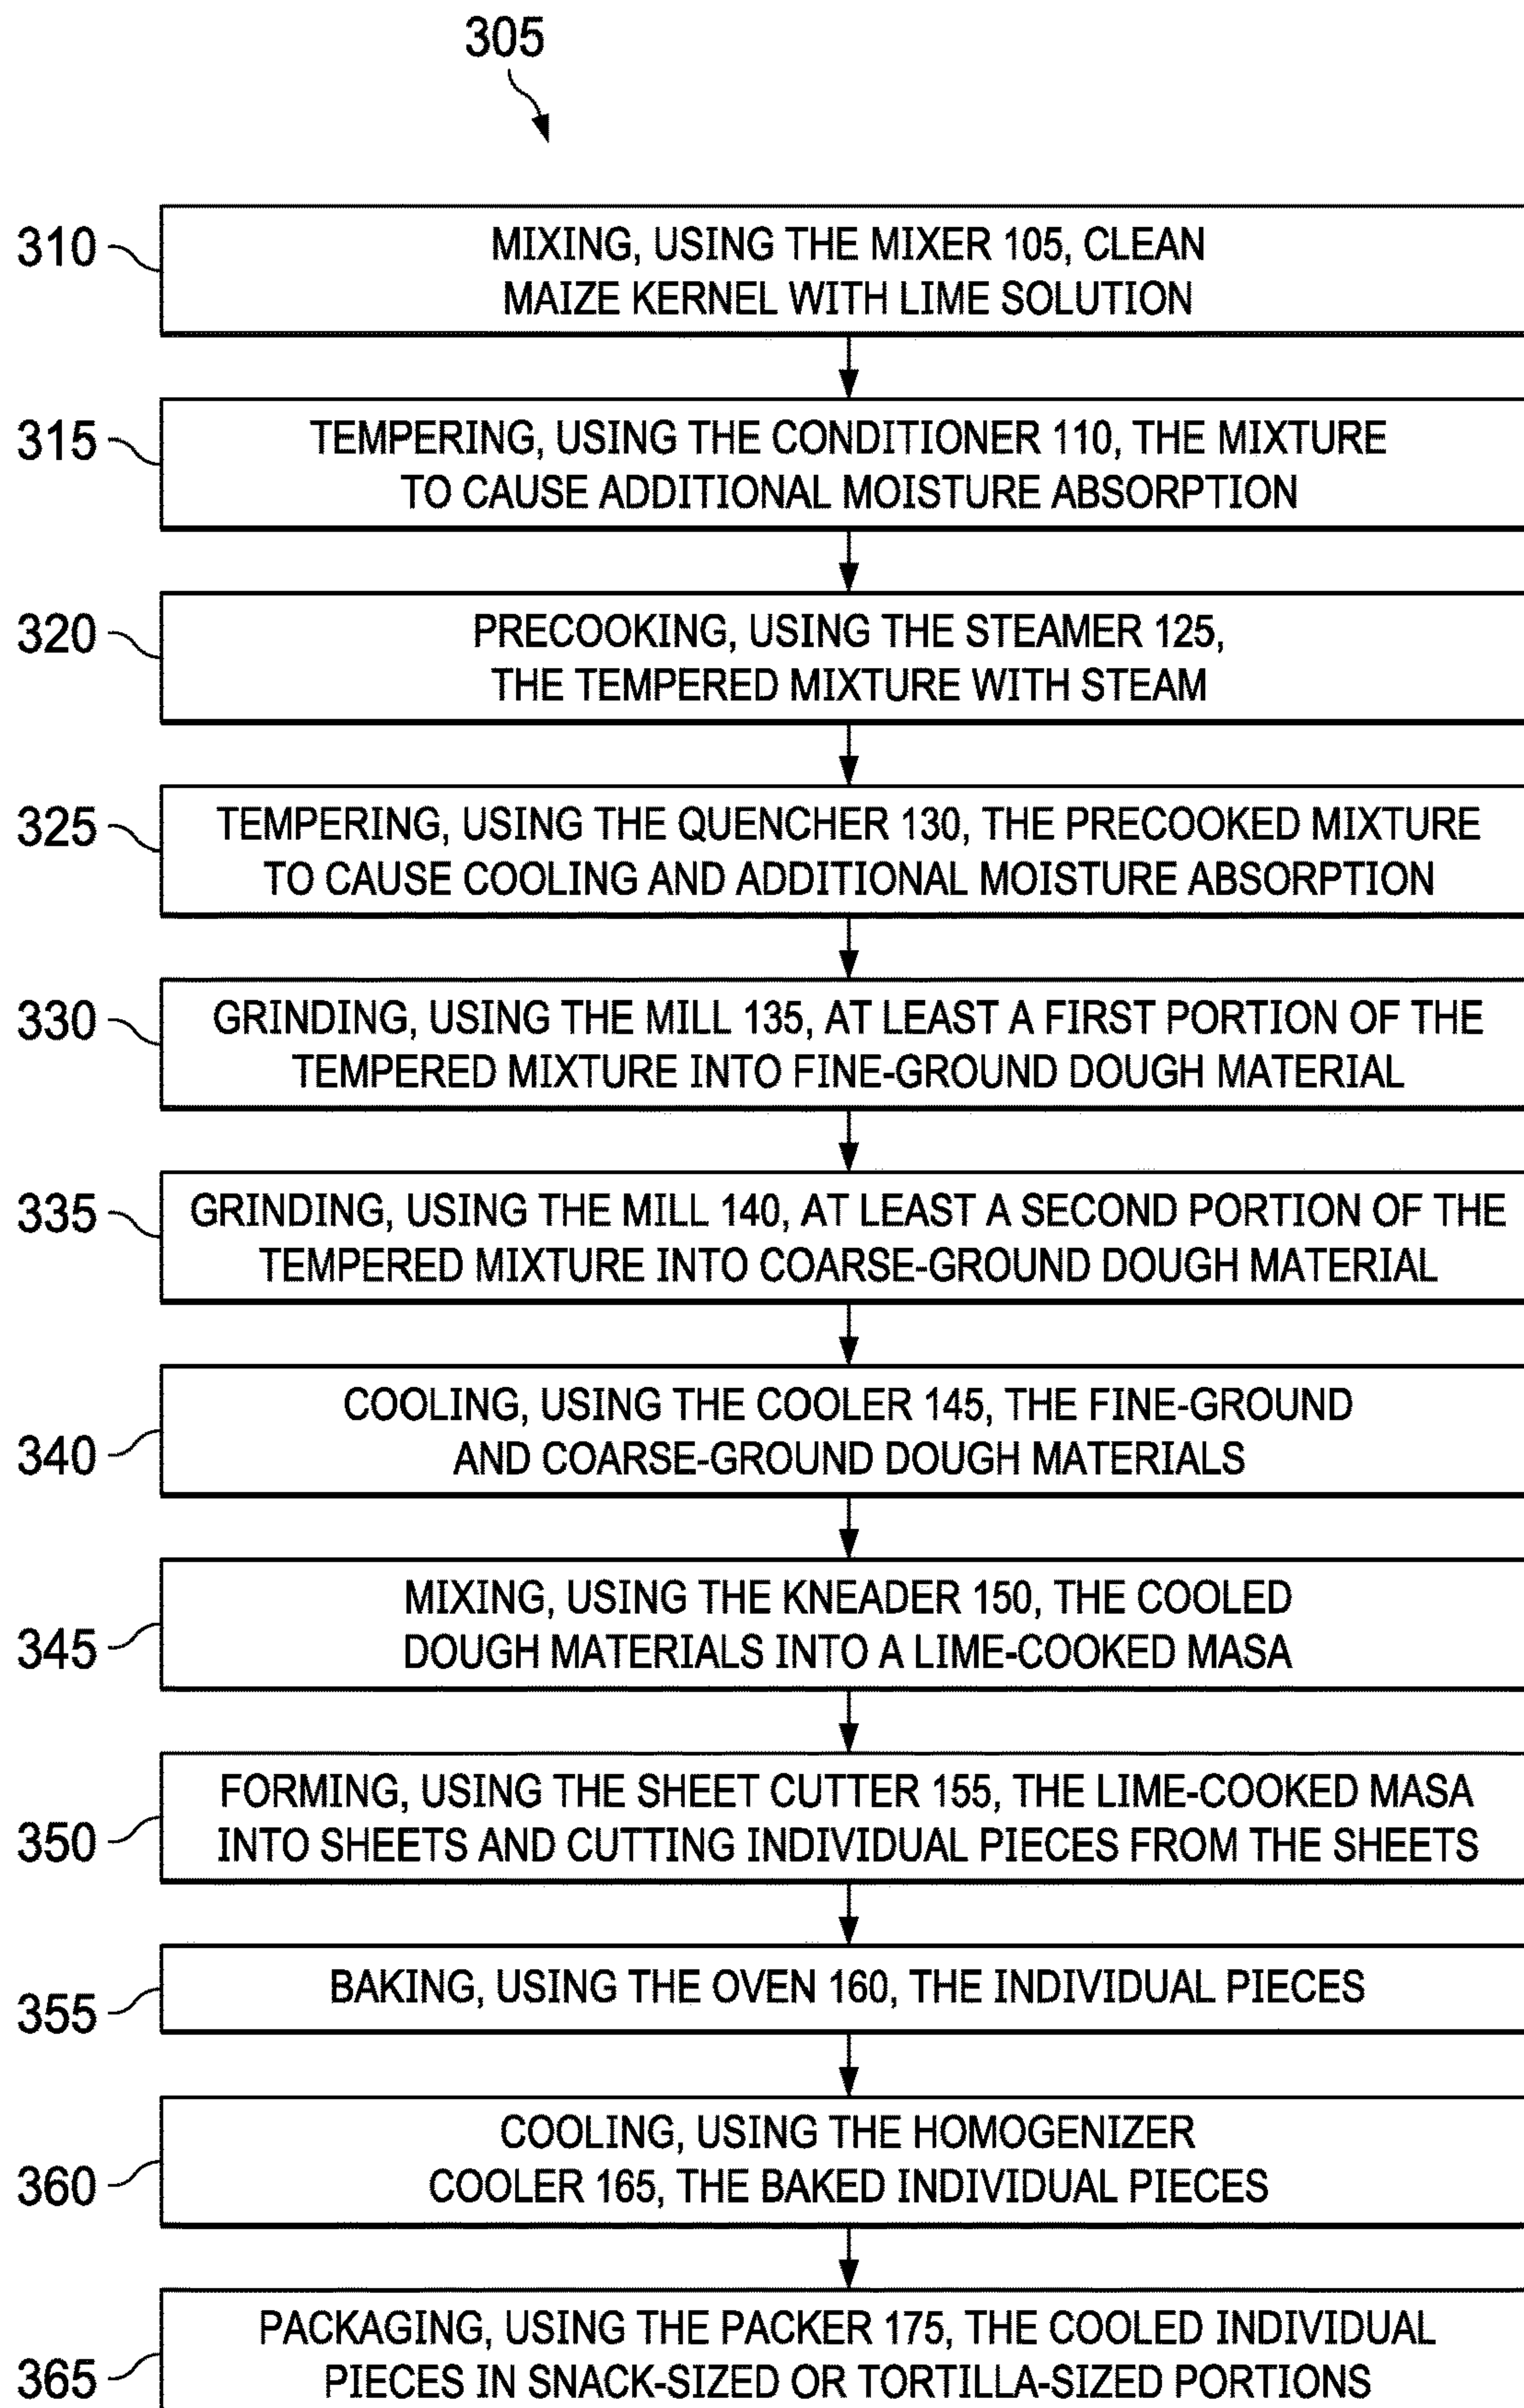 305
310
MIXING, USING THE MIXER 105, CLEAN
MAIZE KERNEL WITH LIME SOLUTION
315
TEMPERING, USING THE CONDITIONER 110, THE MIXTURE
TO CAUSE ADDITIONAL MOISTURE ABSORPTION
320
PRECOOKING, USING THE STEAMER 125,
THE TEMPERED MIXTURE WITH STEAM
325
TEMPERING, USING THE QUENCHER 130, THE PRECOOKED MIXTURE
TO CAUSE COOLING AND ADDITIONAL MOISTURE ABSORPTION
330
GRINDING, USING THE MILL 135, AT LEAST A FIRST PORTION OF THE
TEMPERED MIXTURE INTO FINE-GROUND DOUGH MATERIAL
335
GRINDING, USING THE MILL 140, AT LEAST A SECOND PORTION OF THE
TEMPERED MIXTURE INTO COARSE-GROUND DOUGH MATERIAL
340
COOLING, USING THE COOLER 145, THE FINE-GROUND
AND COARSE-GROUND DOUGH MATERIALS
345
MIXING, USING THE KNEADER 150, THE COOLED
DOUGH MATERIALS INTO A LIME-COOKED MASA
350
FORMING, USING THE SHEET CUTTER 155, THE LIME-COOKED MASA
INTO SHEETS AND CUTTING INDIVIDUAL PIECES FROM THE SHEETS
355
BAKING, USING THE OVEN 160, THE INDIVIDUAL PIECES
360
COOLING, USING THE HOMOGENIZER
COOLER 165, THE BAKED INDIVIDUAL PIECES
365
PACKAGING, USING THE PACKER 175, THE COOLED INDIVIDUAL
PIECES IN SNACK-SIZED OR TORTILLA-SIZED PORTIONS